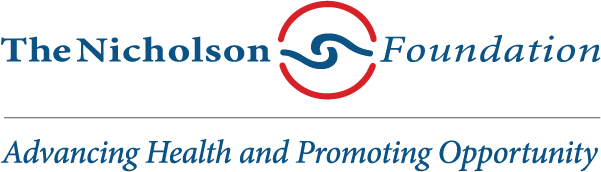 The Nicholson Foundation
Advancing Health and Promoting Opportunity